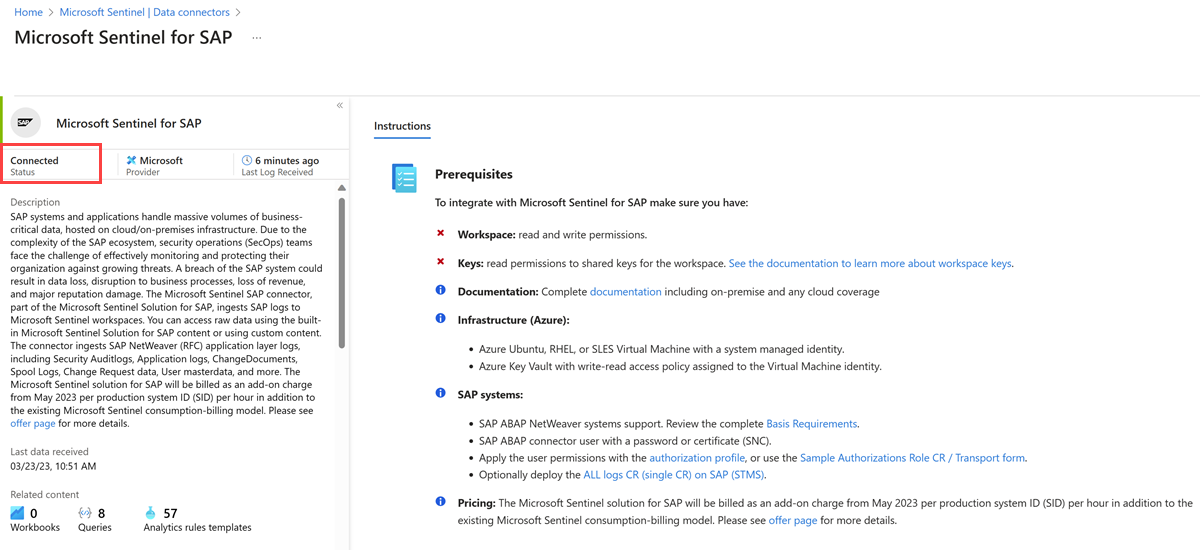 Home > Microsoft Sentinel | Data connectors >
Microsoft Sentinel for SAP ...
«
SAP
Microsoft Sentinel for SAP
Connected
Status
Microsoft
Provider
6 minutes ago
Last Log Received
Description
SAP systems and applications handle massive volumes of business-
critical data, hosted on cloud/on-premises infrastructure. Due to the
complexity of the SAP ecosystem, security operations (SecOps) teams
face the challenge of effectively monitoring and protecting their
organization against growing threats. A breach of the SAP system could
result in data loss, disruption to business processes, loss of revenue,
and major reputation damage. The Microsoft Sentinel SAP connector,
part of the Microsoft Sentinel Solution for SAP, ingests SAP logs to
Microsoft Sentinel workspaces. You can access raw data using the built-
in Microsoft Sentinel Solution for SAP content or using custom content.
The connector ingests SAP NetWeaver (RFC) application layer logs,
including Security Auditlogs, Application logs, ChangeDocuments,
Spool Logs, Change Request data, User masterdata, and more. The
Microsoft Sentinel solution for SAP will be billed as an add-on charge
from May 2023 per production system ID (SID) per hour in addition to
the existing Microsoft Sentinel consumption-billing model. Please see
offer page for more details.
Last data received
03/23/23, 10:51 AM
Related content
0
Workbooks
8
Queries
57
Analytics rules templates
Instructions
Prerequisites
To integrate with Microsoft Sentinel for SAP make sure you have:
Workspace: read and write permissions.
Keys: read permissions to shared keys for the workspace. See the documentation to learn more about workspace keys.
Documentation: Complete documentation including on-premise and any cloud coverage
Infrastructure (Azure):
• Azure Ubuntu, RHEL, or SLES Virtual Machine with a system managed identity.
• Azure Key Vault with write-read access policy assigned to the Virtual Machine identity.
SAP systems:
• SAP ABAP NetWeaver systems support. Review the complete Basis Requirements.
• SAP ABAP connector user with a password or certificate (SNC).
• Apply the user permissions with the authorization profile, or use the Sample Authorizations Role CR / Transport form.
• Optionally deploy the ALL logs CR (single CR) on SAP (STMS).
Pricing: The Microsoft Sentinel solution for SAP will be billed as an add-on charge from May 2023 per production system ID (SID) per hour in addition to the
existing Microsoft Sentinel consumption-billing model. Please see offer page for more details.